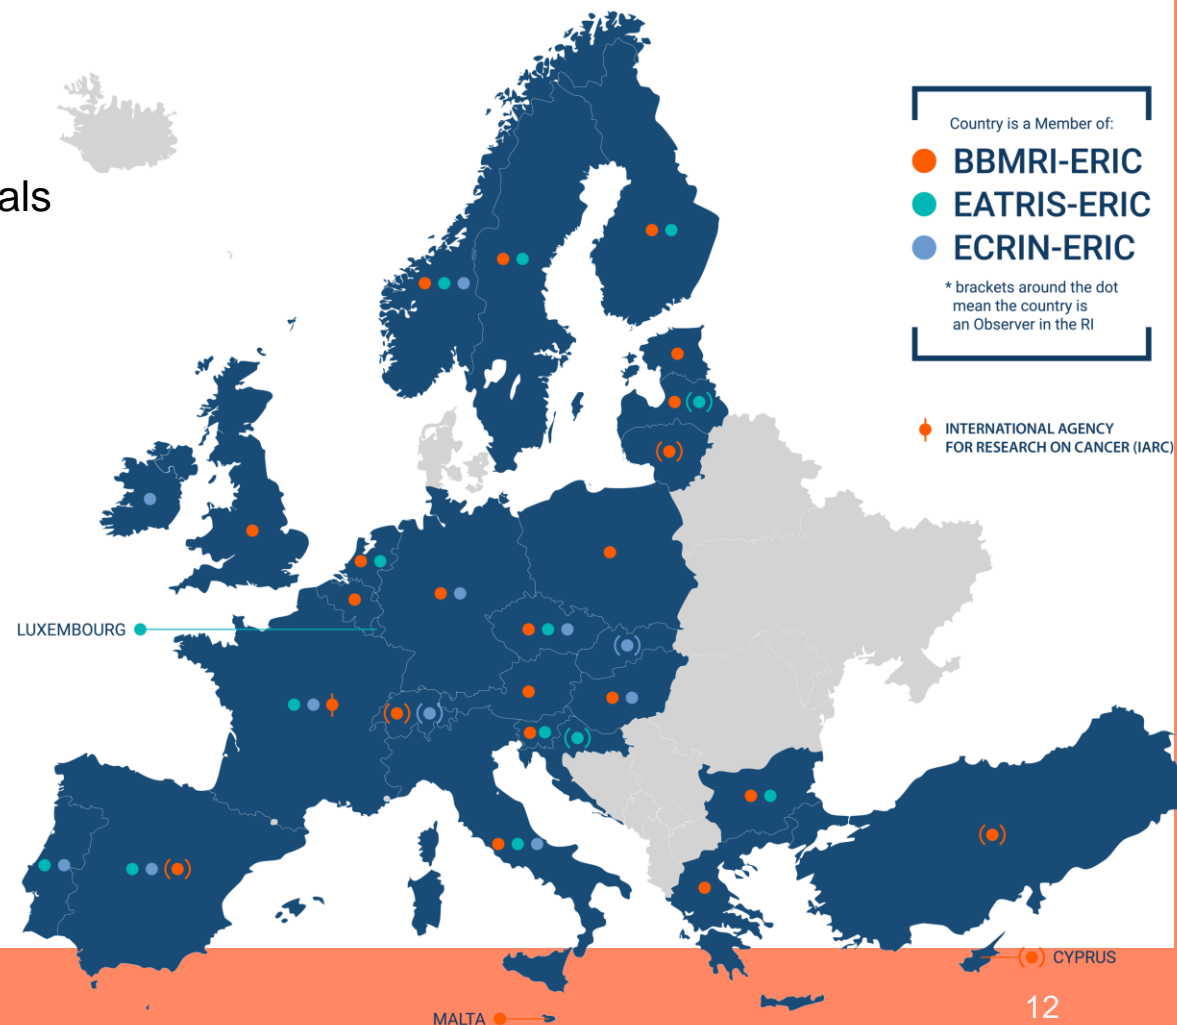 als
Country is a Member of:
BBMRI-ERIC
EATRIS-ERIC
ECRIN-ERIC
* brackets around the dot
mean the country is
an Observer in the RI
INTERNATIONAL AGENCY
FOR RESEARCH ON CANCER (IARC)
LUXEMBOURG
CYPRUS
MALTA
12